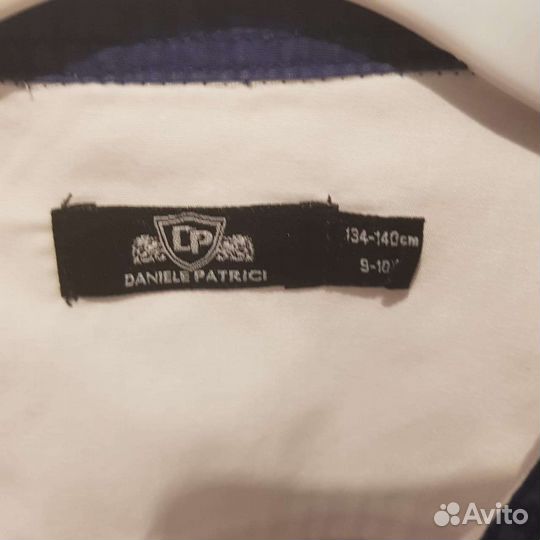 DP
DANIELE PATRICI
134-140cm
9-10Y
Avito